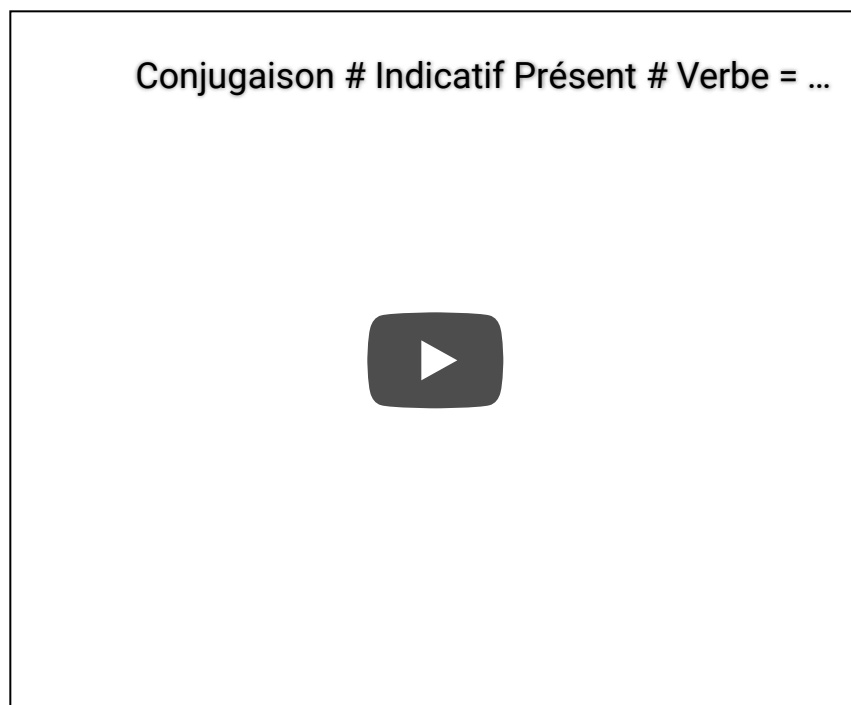 Conjugaison # Indicatif Présent # Verbe = ...